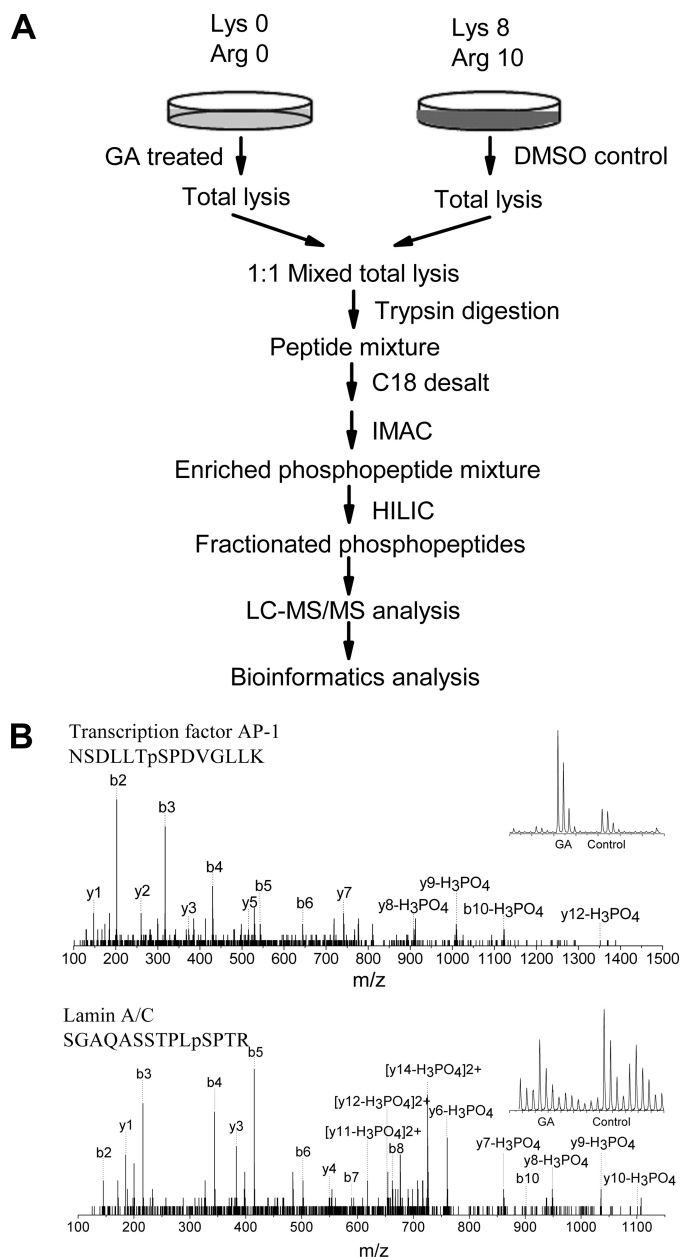 A
Lys 0
Arg 0
Lys 8
Arg 10
GA treated
DMSO control
Total lysis
Total lysis
1:1 Mixed total lysis
Trypsin digestion
Peptide mixture
C18 desalt
IMAC
Enriched phosphopeptide mixture
HILIC
Fractionated phosphopeptides
LC-MS/MS analysis
Bioinformatics analysis
B
Transcription factor AP-1
NSDLLTpSPDVGLLK
b2
b3
b4
y1
y2
y3
y5
b5
b6
y7
y8-H3PO4
y9-H3PO4
b10-H3PO4
y12-H3PO4
GA Control
100 200 300 400 500 600 700 800 900 1000 1100 1200 1300 1400 1500
m/z
Lamin A/C
SGAQASSTPLpSPTR
b5
b3
b4
y1
y3
b2
b6
y4
b7
[y11-H3PO4]2+
[y12-H3PO4]2+
[y14-H3PO4]2+
b8
y6-H3PO4
y7-H3PO4
b10
y8-H3PO4
y9-H3PO4
y10-H3PO4
GA Control
100 200 300 400 500 600 700 800 900 1000 1100
m/z